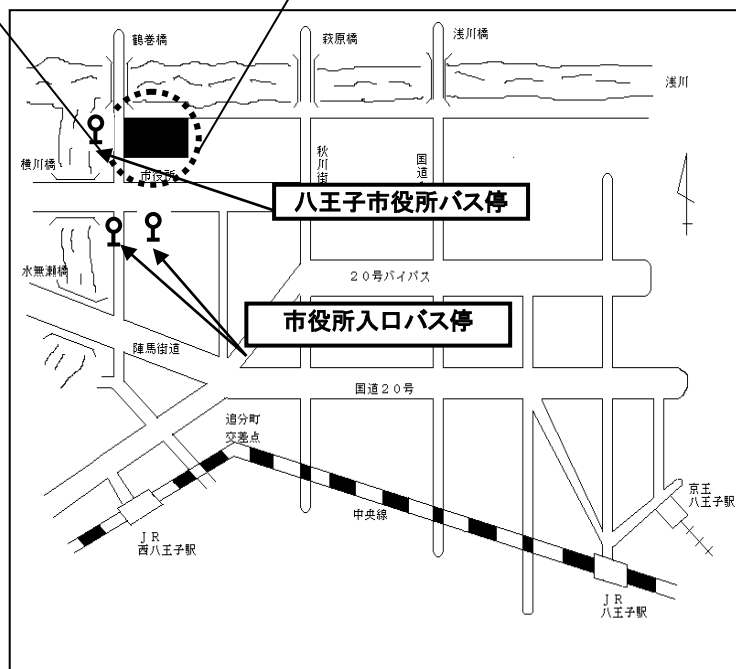 鶴巻橋
萩原橋
浅川橋
浅川
横川橋
市役所
秋川街
国道
八王子市役所バス停
水無瀬橋
20号バイパス
市役所入口バス停
陣馬街道
国道20号
追分町
交差点
中央線
京王
八王子駅
JR
西八王子駅
JR
八王子駅